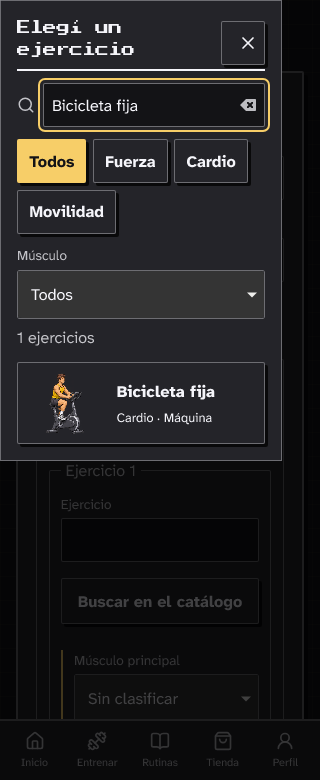 Elegí un
ejercicio
Bicicleta fija
Todos
Fuerza
Cardio
Movilidad
Músculo
Todos
1 ejercicios
Bicicleta fija
Cardio · Máquina
Ejercicio 1
Ejercicio
Buscar en el catálogo
Músculo principal
Sin clasificar
Inicio
Entrenar
Rutinas
Tienda
Perfil